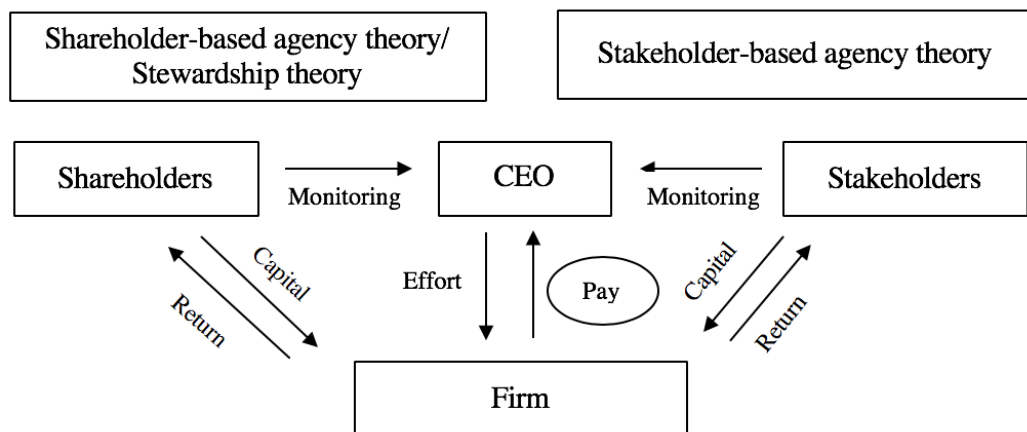 Shareholder-based agency theory/
Stewardship theory
Stakeholder-based agency theory
Shareholders
CEO
Stakeholders
Monitoring
Monitoring
Capital
Return
Effort
Pay
Capital
Return
Firm